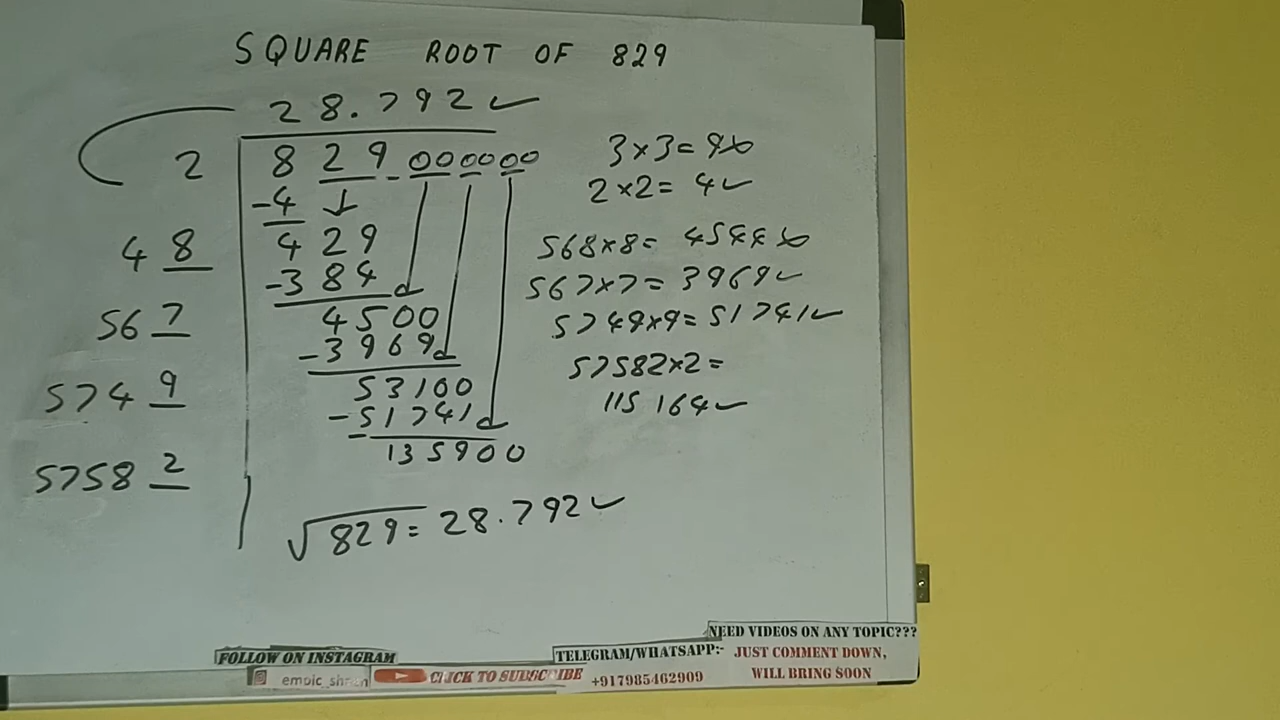 SQUARE ROOT OF 829
28.792 ✓
2 829.000000
-4
48 429
-384
567 4500
-3969
5749 53100
-51741
57582 135900
√829 = 28.792 ✓
3×3=9×
2×2=4✓
568×8=4544×
567×7=3969✓
5749×9=51741✓
57582×2=
115164✓
NEED VIDEOS ON ANY TOPIC???
FOLLOW ON INSTAGRAM
TELEGRAM/WHATSAPP:- JUST COMMENT DOWN,
CLICK TO SUBSCRIBE +917985462909 WILL BRING SOON